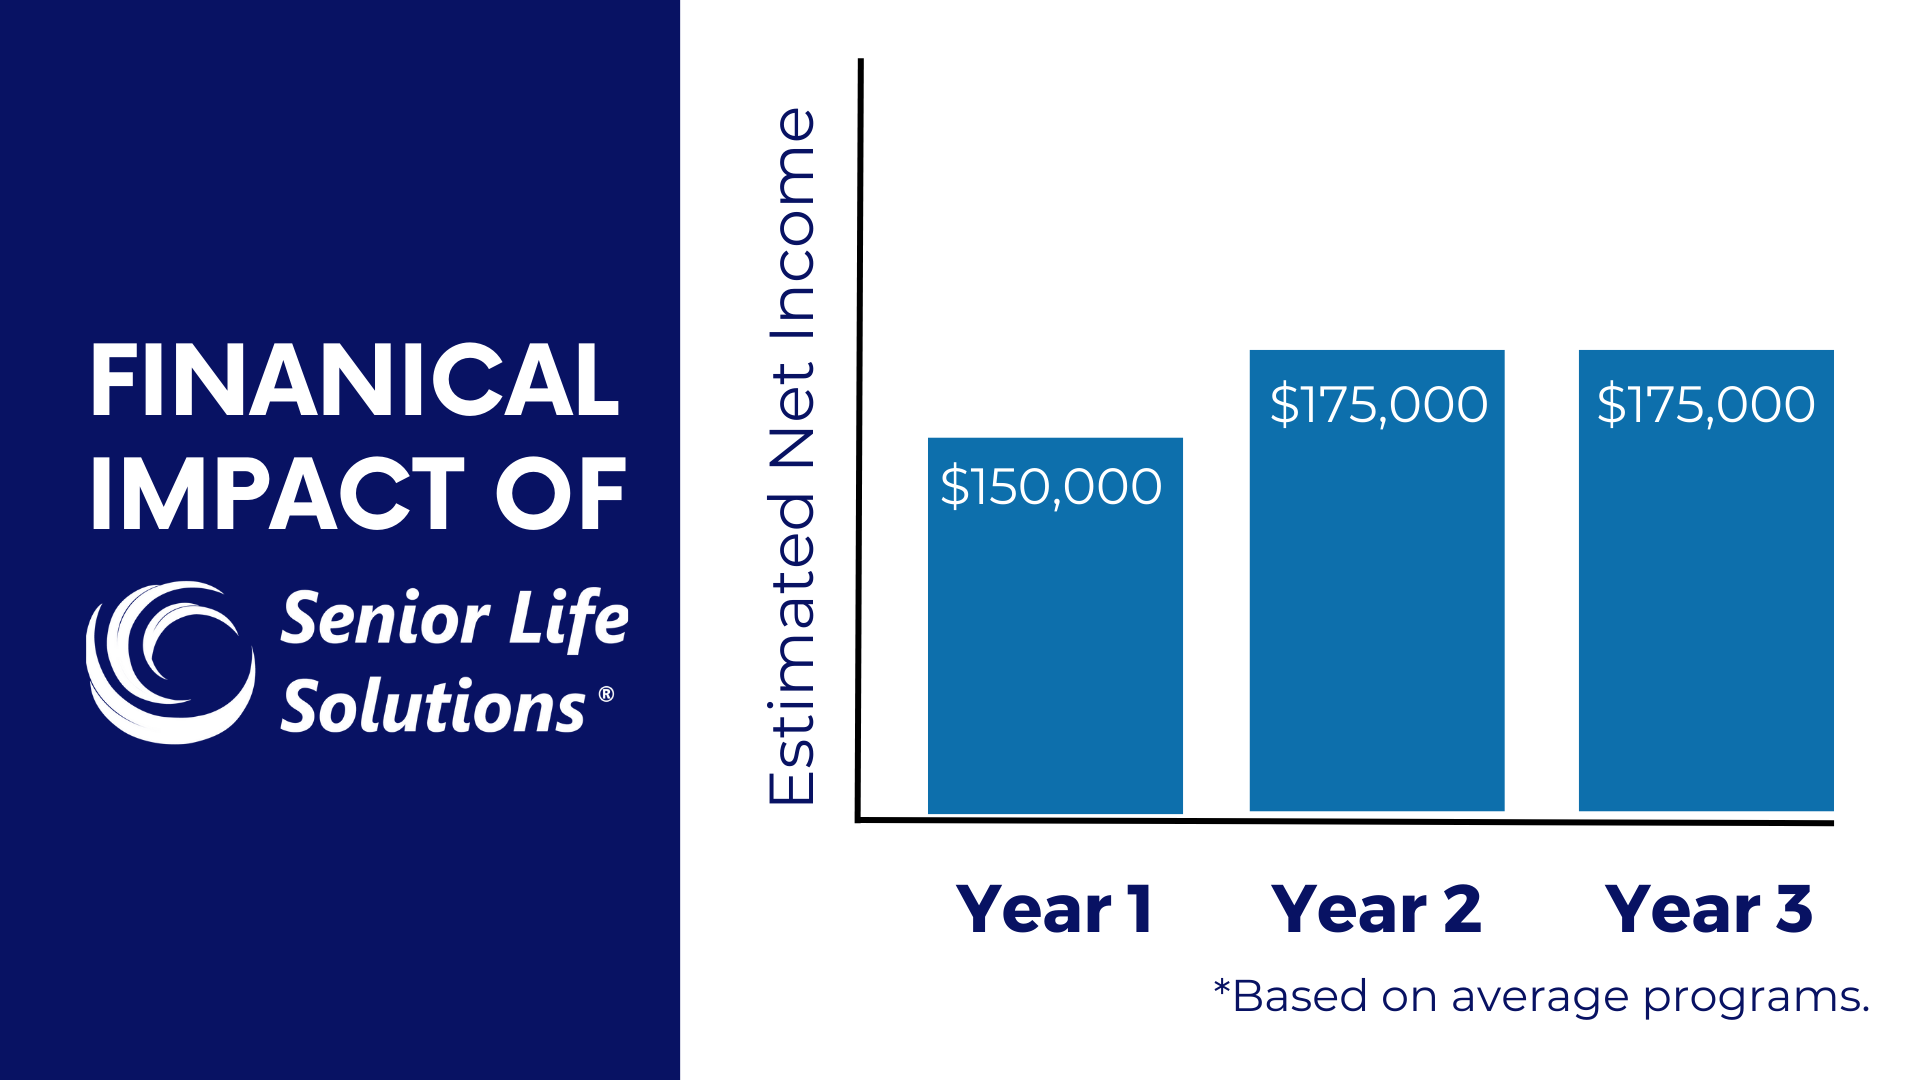 FINANICAL
IMPACT OF
Senior Life
Solutions ®
Estimated Net Income
$150,000
$175,000
$175,000
Year 1
Year 2
Year 3
*Based on average programs.